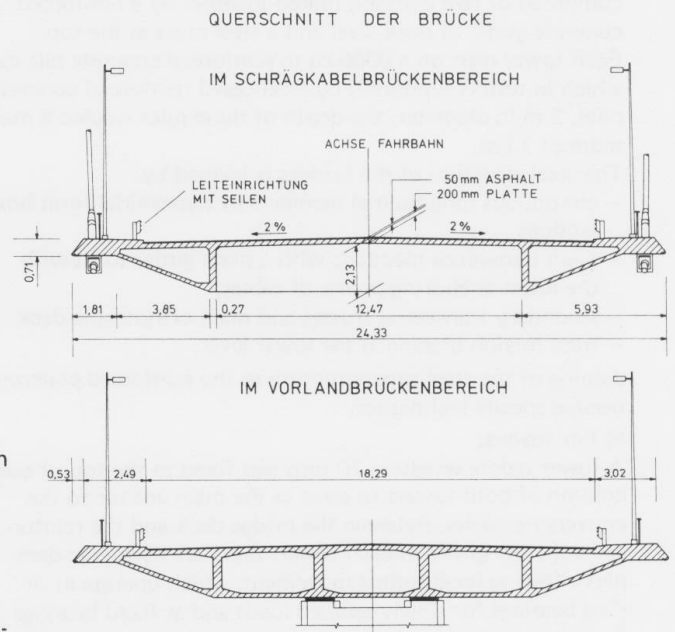 QUERSCHNITT DER BRÜCKE
IM SCHRÄGKABELBRÜCKENBEREICH
ACHSE FAHRBAHN
LEITEINRICHTUNG
MIT SEILEN
50mm ASPHALT
200 mm PLATTE
2% 2%
0,71
2,13
1,81 3,85 0,27 12,47 5,93
24,33
IM VORLANDBRÜCKENBEREICH
0,53 2,49 18,29 3,02